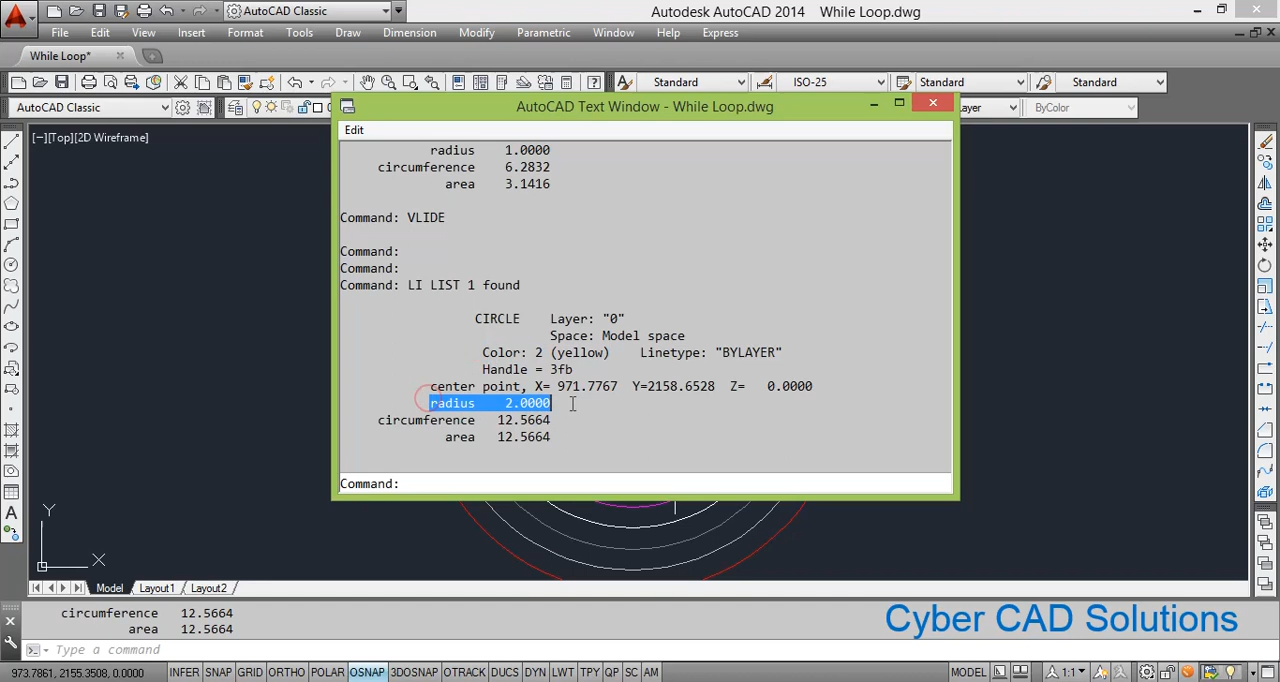 AutoCAD Classic
Autodesk AutoCAD 2014 While Loop.dwg
File Edit View Insert Format Tools Draw Dimension Modify Parametric Window Help Express
While Loop*
Standard ISO-25 Standard Standard
AutoCAD Classic
ByColor
[−][Top][2D Wireframe]
AutoCAD Text Window - While Loop.dwg
Edit
radius 1.0000
circumference 6.2832
area 3.1416
Command: VLIDE
Command:
Command:
Command: LI LIST 1 found
CIRCLE Layer: "0"
Space: Model space
Color: 2 (yellow) Linetype: "BYLAYER"
Handle = 3fb
center point, X= 971.7767 Y=2158.6528 Z= 0.0000
radius 2.0000
circumference 12.5664
area 12.5664
Command:
Y
X
Model Layout1 Layout2
circumference 12.5664
area 12.5664
Type a command
Cyber CAD Solutions
973.7861, 2155.3508, 0.0000 INFER SNAP GRID ORTHO POLAR OSNAP 3DOSNAP OTRACK DUCS DYN LWT TPY QP SC AM MODEL 1:1